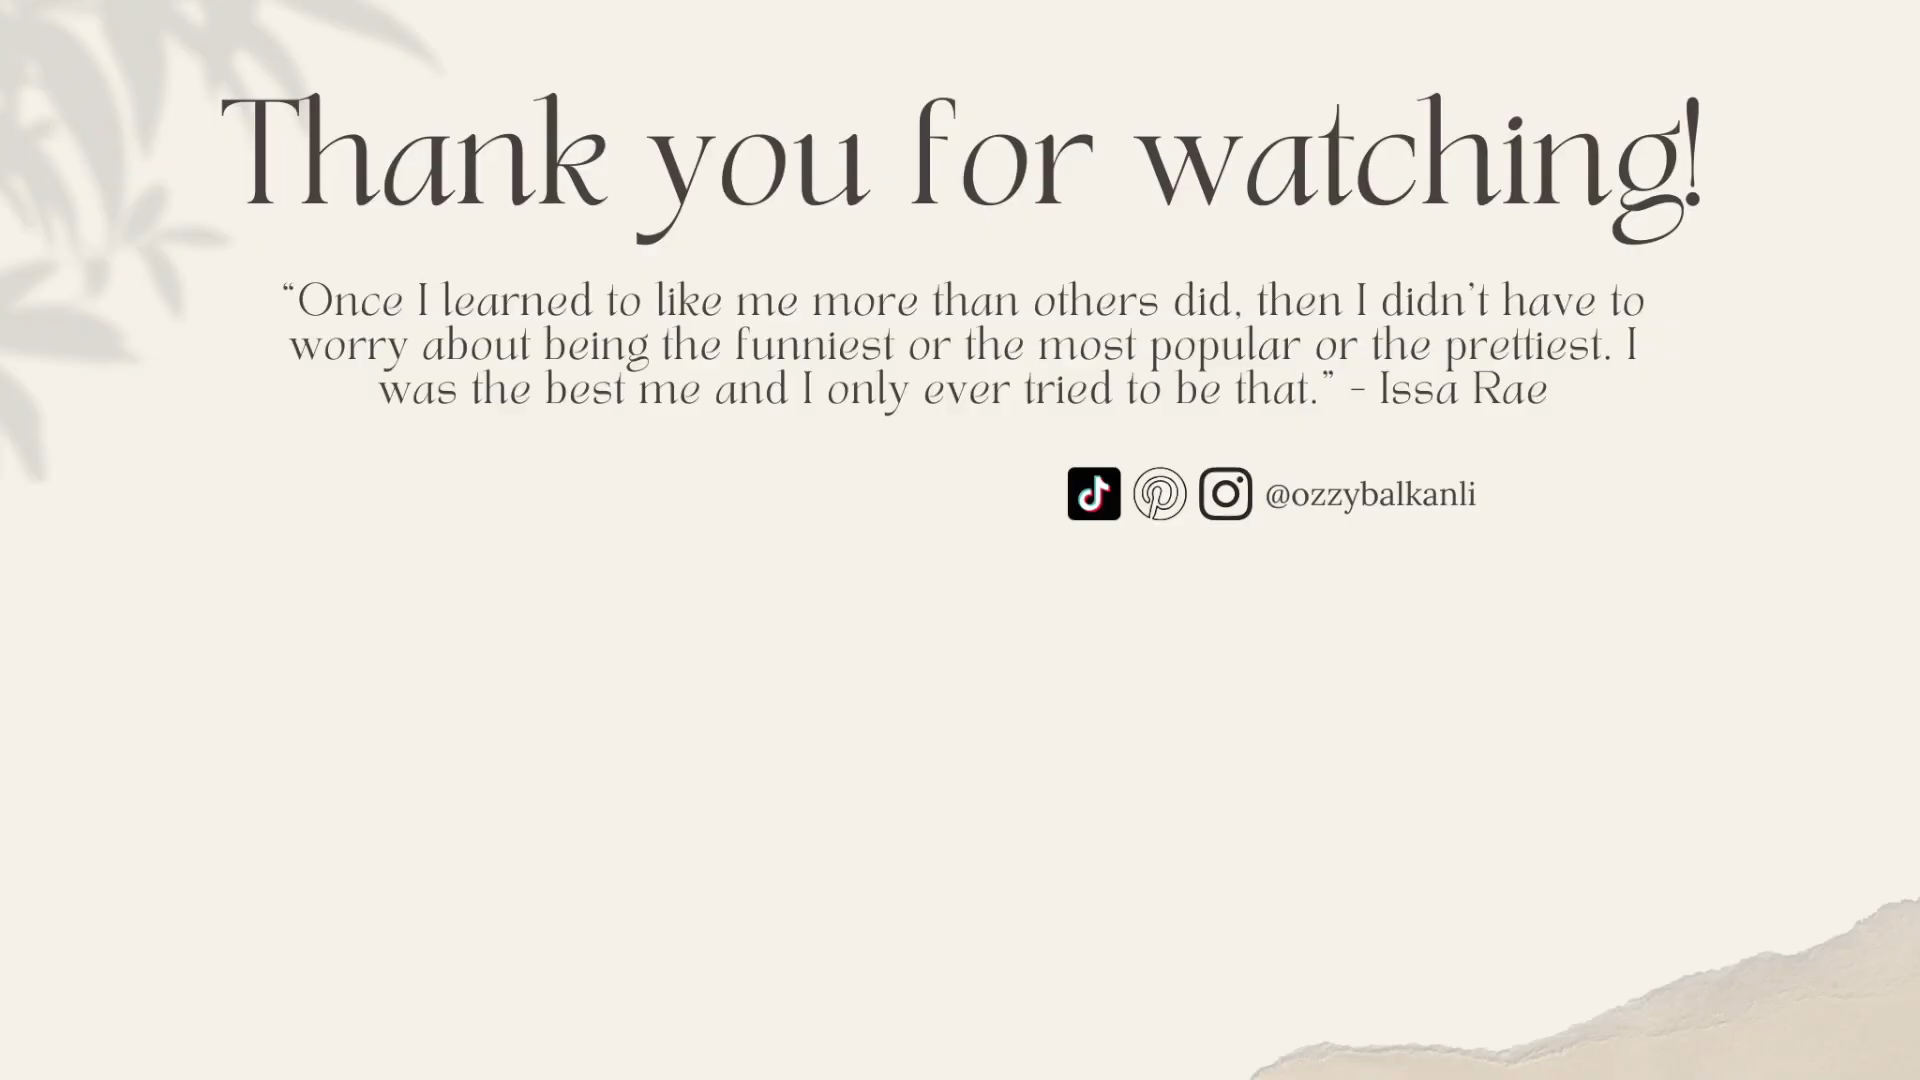 Thank you for watching!
“Once I learned to like me more than others did, then I didn’t have to
worry about being the funniest or the most popular or the prettiest. I
was the best me and I only ever tried to be that.” - Issa Rae
@ozzybalkanli